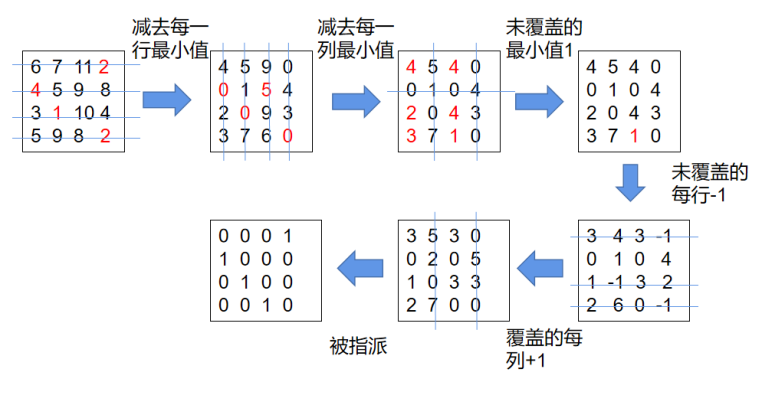 减去每一
行最小值
减去每一
列最小值
未覆盖的
最小值1
6 7 11 2
4 5 9 8
3 1 10 4
5 9 8 2
4 5 9 0
0 1 5 4
2 0 9 3
3 7 6 0
4 5 4 0
0 1 0 4
2 0 4 3
3 7 1 0
4 5 4 0
0 1 0 4
2 0 4 3
3 7 1 0
未覆盖的
每行-1
3 4 3 -1
0 1 0 4
1 -1 3 2
2 6 0 -1
覆盖的每
列+1
3 5 3 0
0 2 0 5
1 0 3 3
2 7 0 0
被指派
0 0 0 1
1 0 0 0
0 1 0 0
0 0 1 0